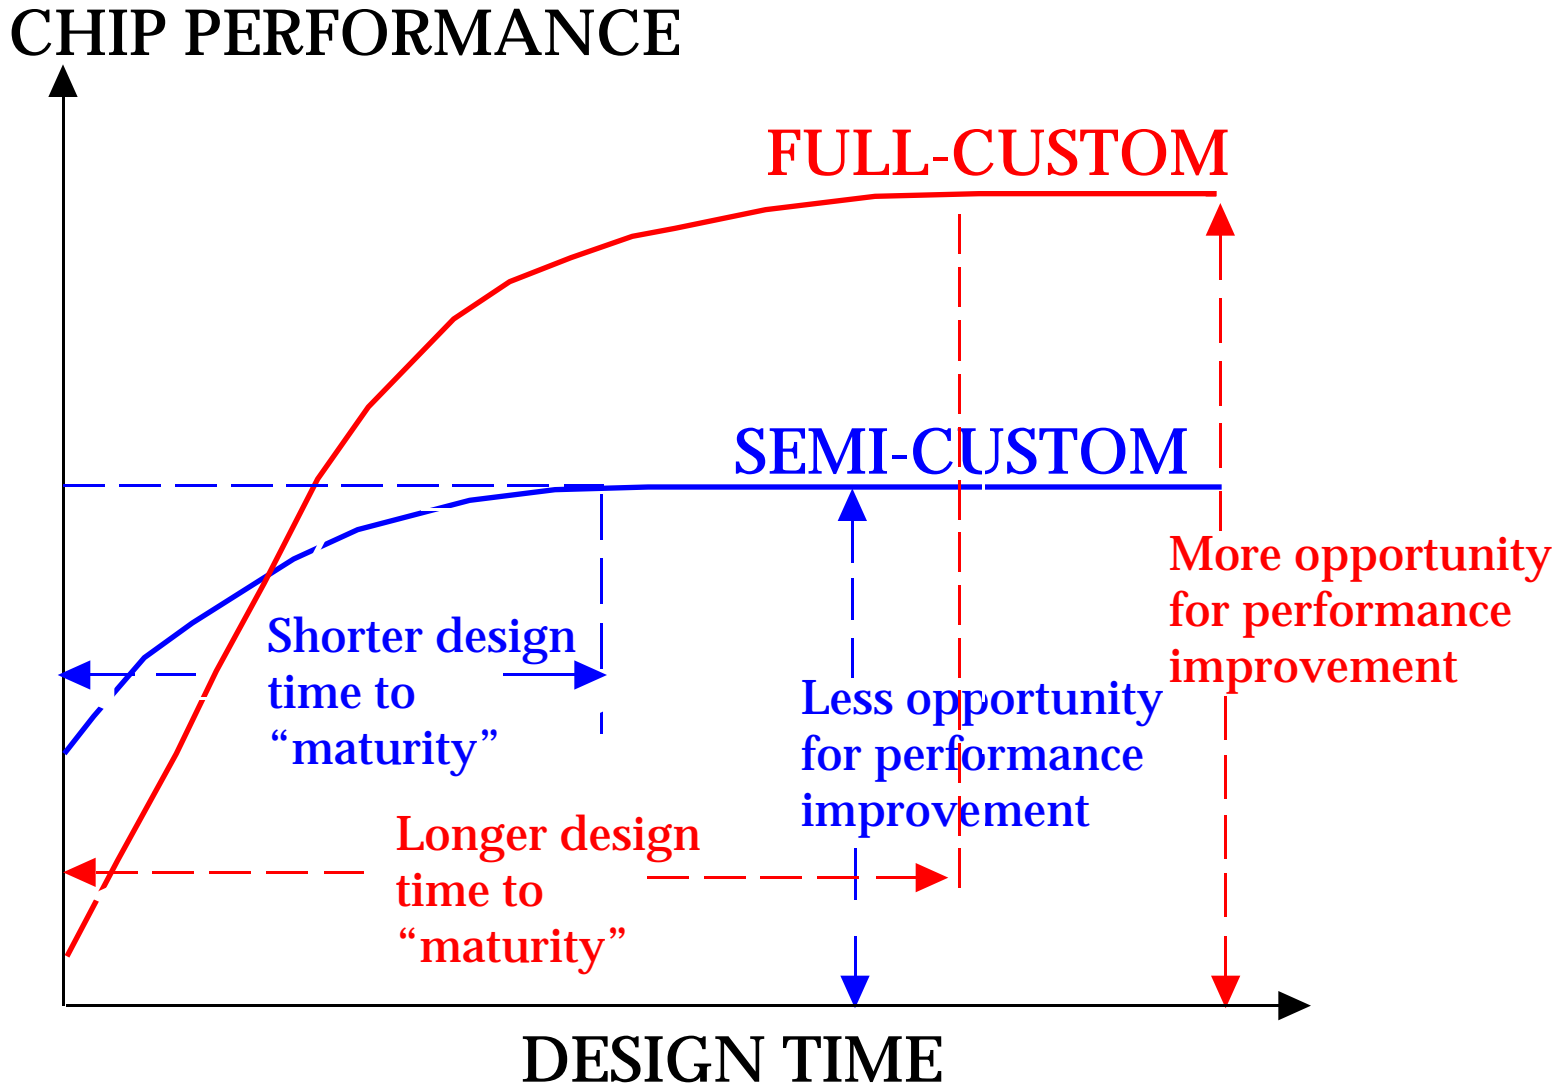 CHIP PERFORMANCE
FULL-CUSTOM
SEMI-CUSTOM
More opportunity
for performance
improvement
Shorter design
time to
“maturity”
Less opportunity
for performance
improvement
Longer design
time to
“maturity”
DESIGN TIME